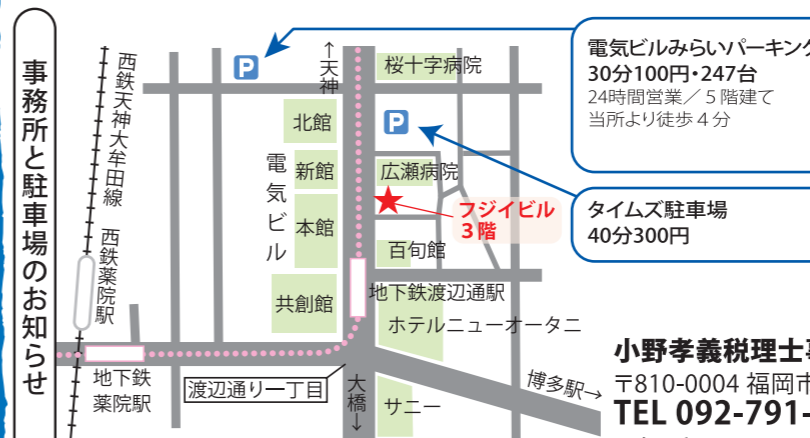 事務所と駐車場のお知らせ
西鉄天神大牟田線
西鉄薬院駅
P
↑天神
桜十字病院
北館
P
電気ビル
新館
広瀬病院
本館
フジイビル
3階
百旬館
共創館
地下鉄渡辺通駅
ホテルニューオータニ
地下鉄
薬院駅
渡辺通り一丁目
大橋↓
サニー
博多駅→
電気ビルみらいパーキング
30分100円・247台
24時間営業／5階建て
当所より徒歩4分
タイムズ駐車場
40分300円
小野孝義税理士
〒810-0004 福岡市
TEL 092-791-